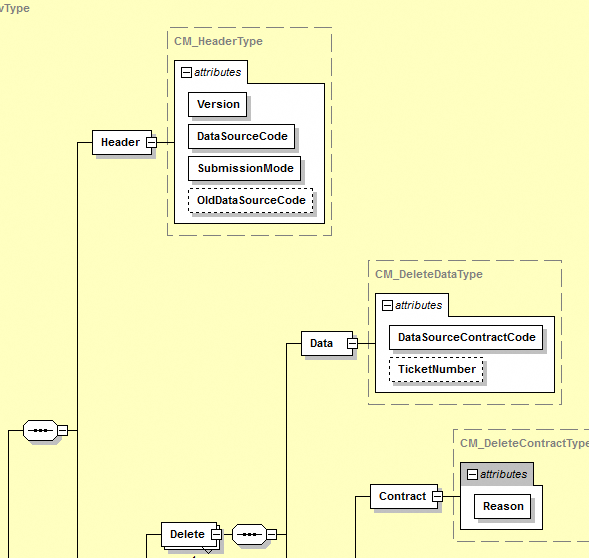 vType
CM_HeaderType
attributes
Version
DataSourceCode
Header
SubmissionMode
OldDataSourceCode
CM_DeleteDataType
attributes
DataSourceContractCode
Data
TicketNumber
CM_DeleteContractType
attributes
Contract
Reason
Delete